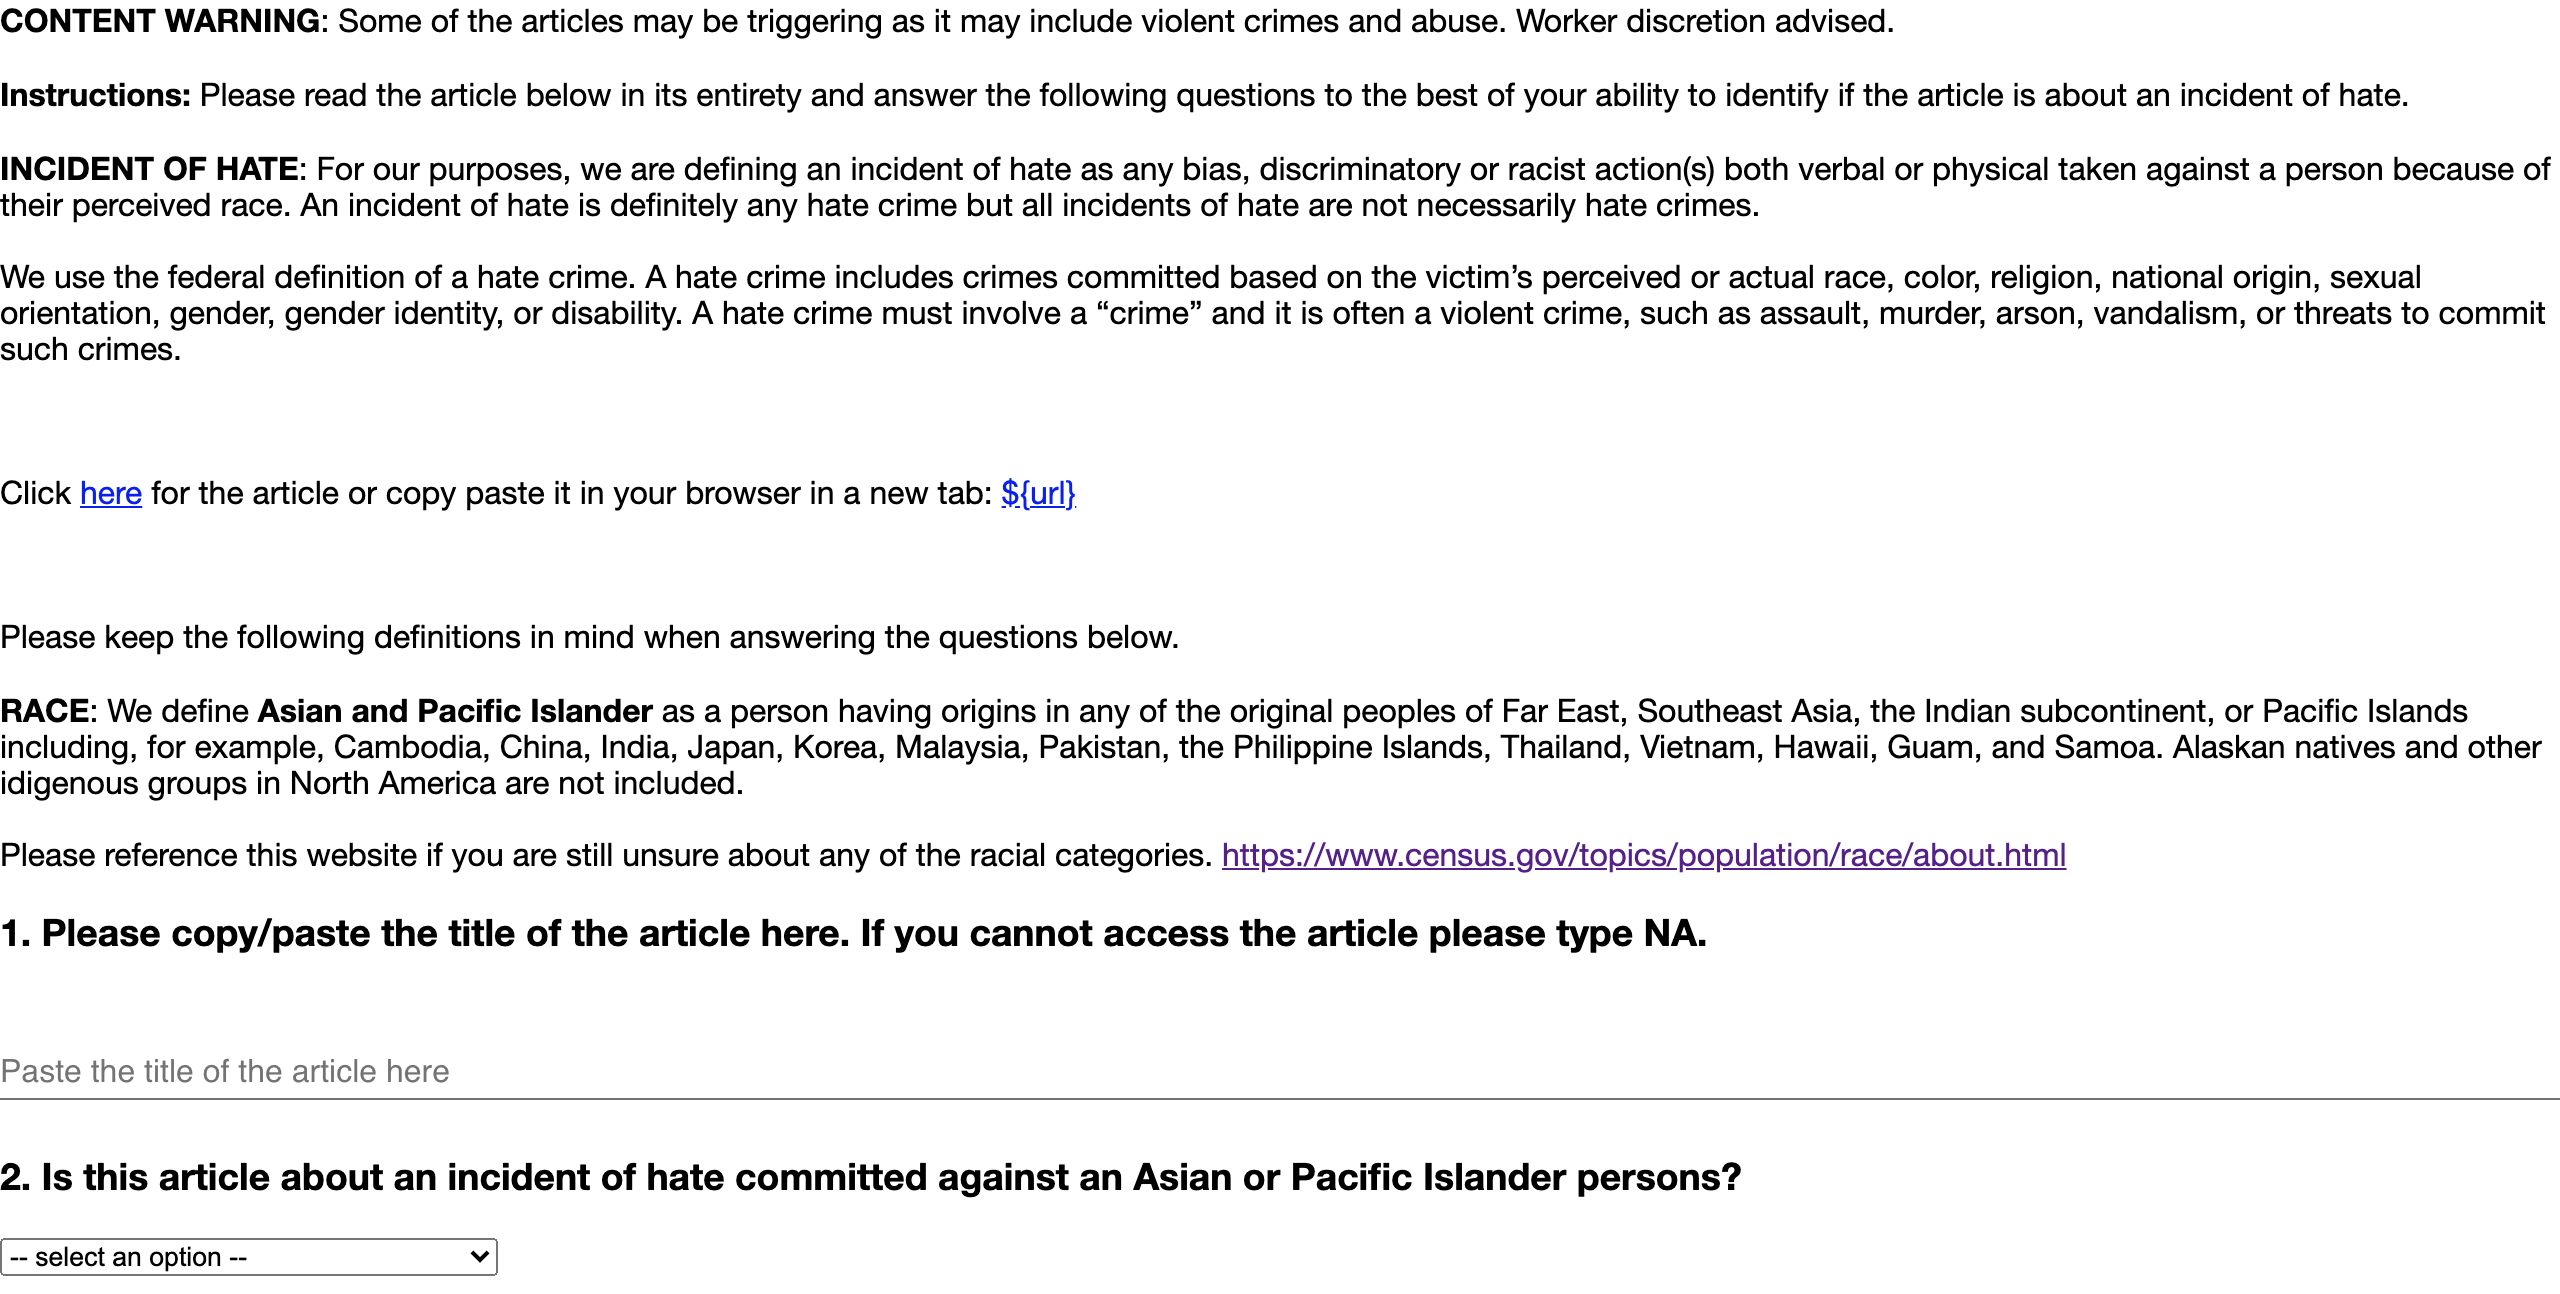 CONTENT WARNING: Some of the articles may be triggering as it may include violent crimes and abuse. Worker discretion advised.
Instructions: Please read the article below in its entirety and answer the following questions to the best of your ability to identify if the article is about an incident of hate.
INCIDENT OF HATE: For our purposes, we are defining an incident of hate as any bias, discriminatory or racist action(s) both verbal or physical taken against a person because of
their perceived race. An incident of hate is definitely any hate crime but all incidents of hate are not necessarily hate crimes.
We use the federal definition of a hate crime. A hate crime includes crimes committed based on the victim’s perceived or actual race, color, religion, national origin, sexual
orientation, gender, gender identity, or disability. A hate crime must involve a “crime” and it is often a violent crime, such as assault, murder, arson, vandalism, or threats to commit
such crimes.
Click here for the article or copy paste it in your browser in a new tab: ${url}
Please keep the following definitions in mind when answering the questions below.
RACE: We define Asian and Pacific Islander as a person having origins in any of the original peoples of Far East, Southeast Asia, the Indian subcontinent, or Pacific Islands
including, for example, Cambodia, China, India, Japan, Korea, Malaysia, Pakistan, the Philippine Islands, Thailand, Vietnam, Hawaii, Guam, and Samoa. Alaskan natives and other
idigenous groups in North America are not included.
Please reference this website if you are still unsure about any of the racial categories. https://www.census.gov/topics/population/race/about.html
1. Please copy/paste the title of the article here. If you cannot access the article please type NA.
Paste the title of the article here
2. Is this article about an incident of hate committed against an Asian or Pacific Islander persons?
-- select an option --